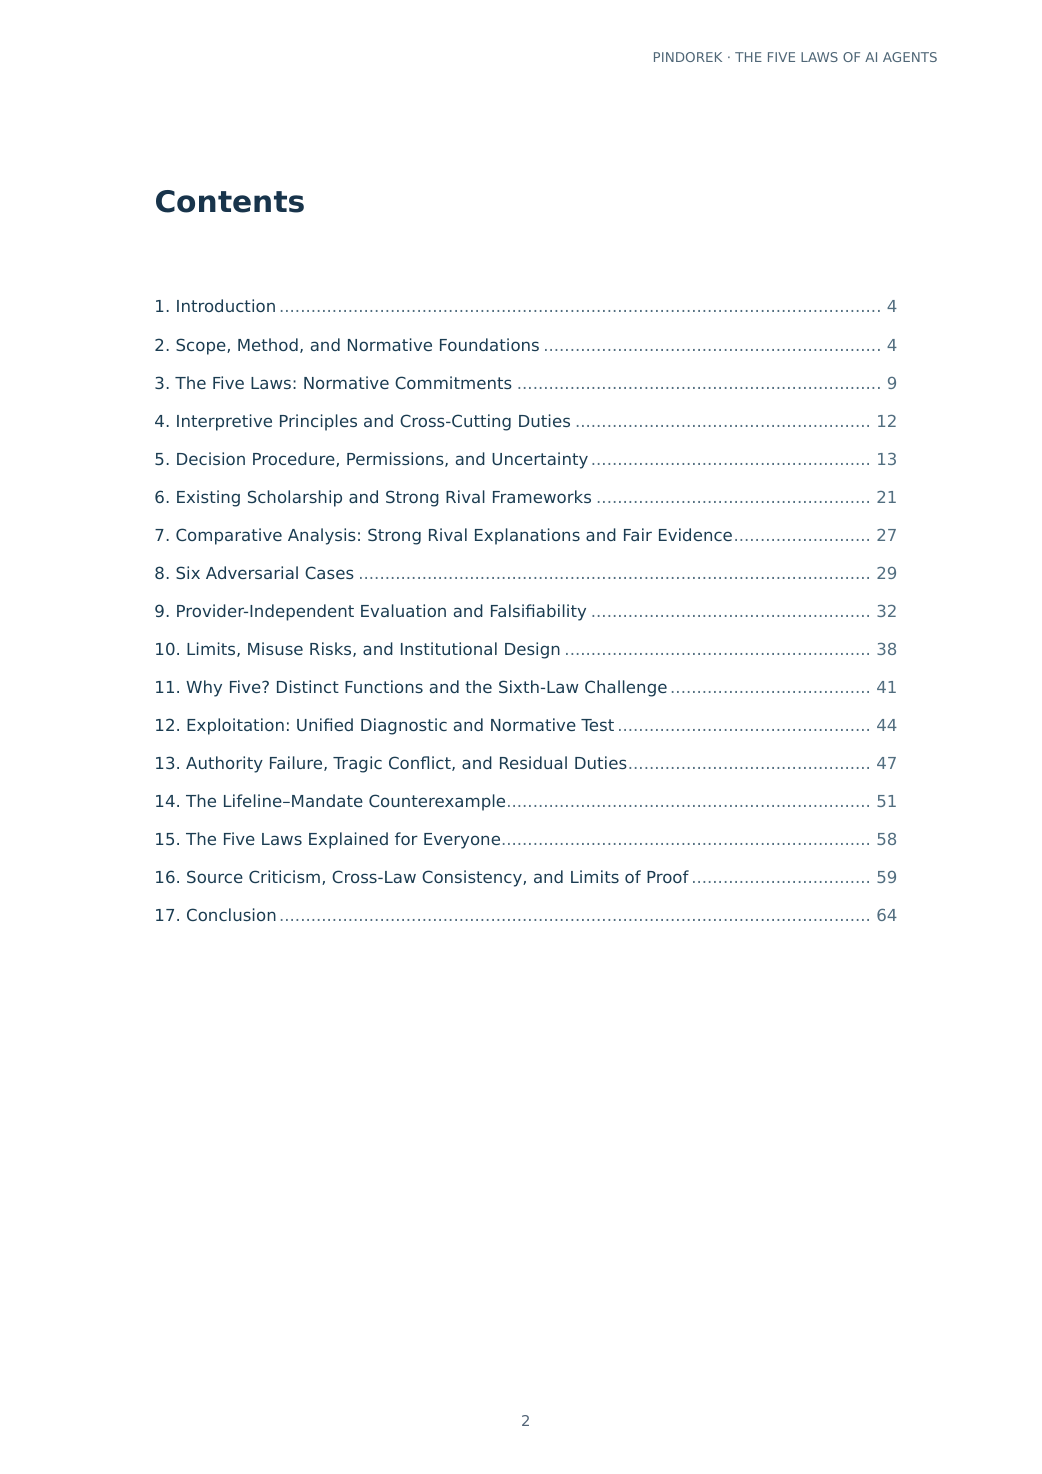 PINDOREK · THE FIVE LAWS OF AI AGENTS
Contents
1. Introduction ................................................................................................................... 4
2. Scope, Method, and Normative Foundations ................................................................ 4
3. The Five Laws: Normative Commitments ..................................................................... 9
4. Interpretive Principles and Cross-Cutting Duties ........................................................ 12
5. Decision Procedure, Permissions, and Uncertainty ..................................................... 13
6. Existing Scholarship and Strong Rival Frameworks .................................................... 21
7. Comparative Analysis: Strong Rival Explanations and Fair Evidence.......................... 27
8. Six Adversarial Cases .................................................................................................. 29
9. Provider-Independent Evaluation and Falsifiability ..................................................... 32
10. Limits, Misuse Risks, and Institutional Design .......................................................... 38
11. Why Five? Distinct Functions and the Sixth-Law Challenge ...................................... 41
12. Exploitation: Unified Diagnostic and Normative Test ................................................ 44
13. Authority Failure, Tragic Conflict, and Residual Duties.............................................. 47
14. The Lifeline–Mandate Counterexample..................................................................... 51
15. The Five Laws Explained for Everyone...................................................................... 58
16. Source Criticism, Cross-Law Consistency, and Limits of Proof .................................. 59
17. Conclusion ................................................................................................................. 64
2